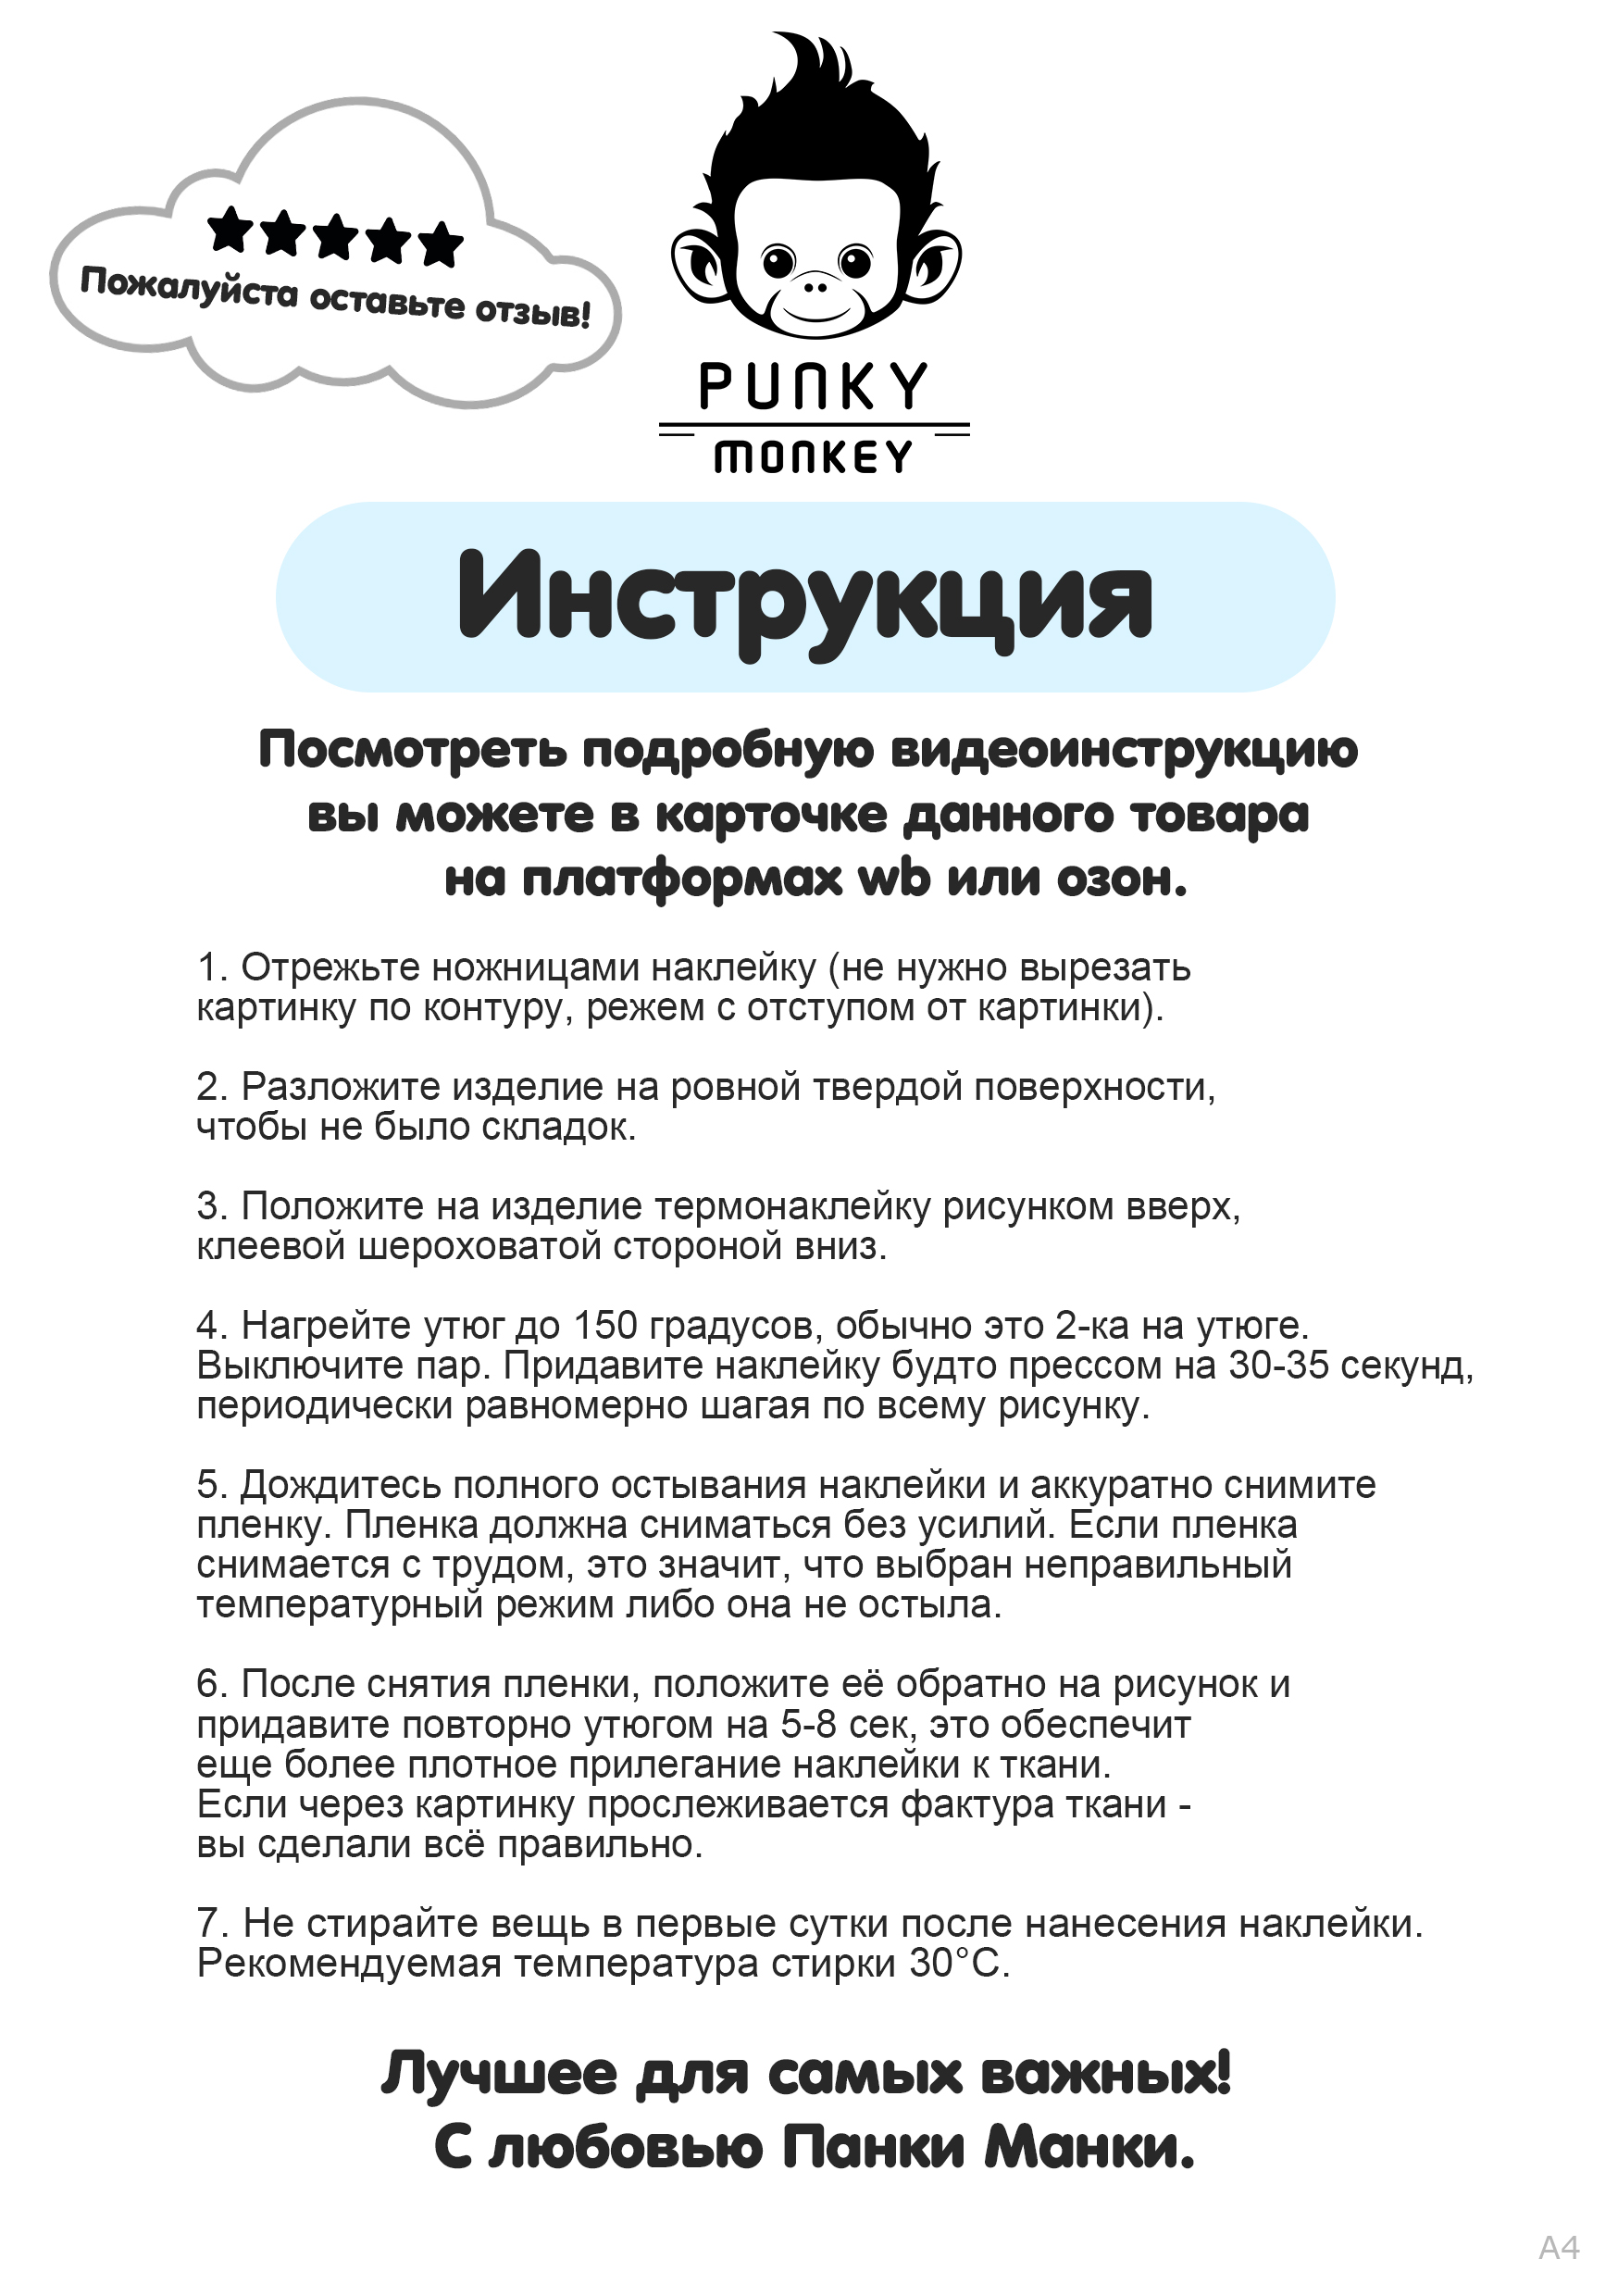 Пожалуйста оставьте отзыв!
PUNKY
MONKEY
Инструкция
Посмотреть подробную видеоинструкцию
вы можете в карточке данного товара
на платформах wb или озон.
1. Отрежьте ножницами наклейку (не нужно вырезать
картинку по контуру, режем с отступом от картинки).
2. Разложите изделие на ровной твердой поверхности,
чтобы не было складок.
3. Положите на изделие термонаклейку рисунком вверх,
клеевой шероховатой стороной вниз.
4. Нагрейте утюг до 150 градусов, обычно это 2-ка на утюге.
Выключите пар. Придавите наклейку будто прессом на 30-35 секунд,
периодически равномерно шагая по всему рисунку.
5. Дождитесь полного остывания наклейки и аккуратно снимите
пленку. Пленка должна сниматься без усилий. Если пленка
снимается с трудом, это значит, что выбран неправильный
температурный режим либо она не остыла.
6. После снятия пленки, положите её обратно на рисунок и
придавите повторно утюгом на 5-8 сек, это обеспечит
еще более плотное прилегание наклейки к ткани.
Если через картинку прослеживается фактура ткани -
вы сделали всё правильно.
7. Не стирайте вещь в первые сутки после нанесения наклейки.
Рекомендуемая температура стирки 30°С.
Лучшее для самых важных!
С любовью Панки Манки.
А4